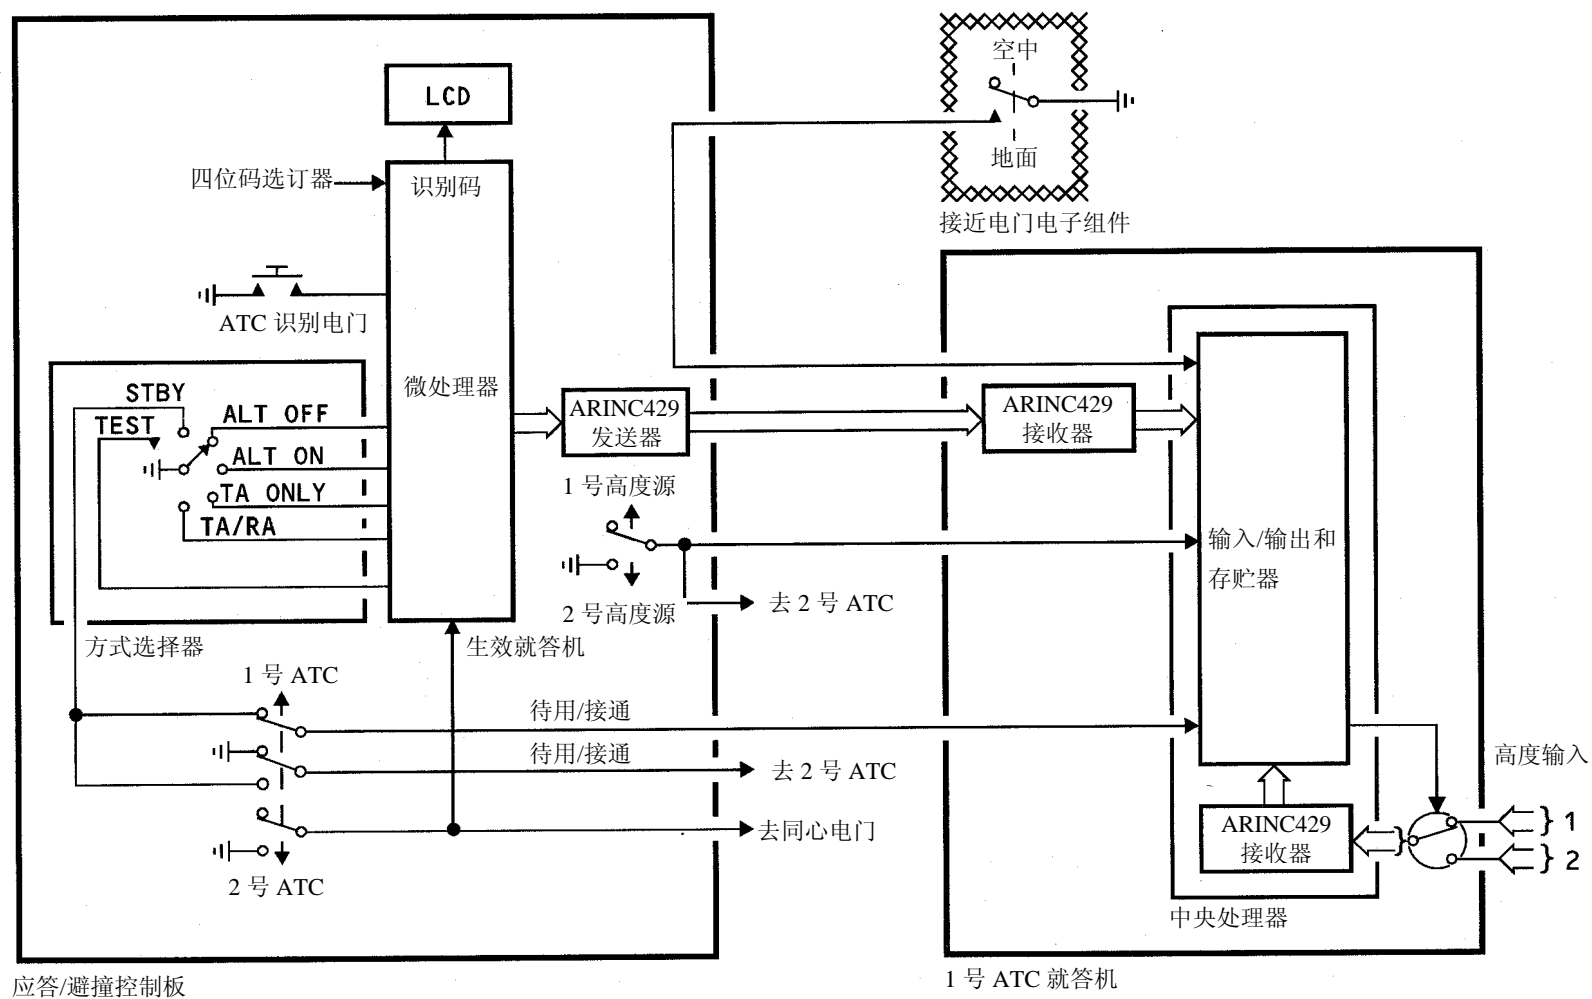 空中
地面
接近电门电子组件
LCD
四位码选订器
识别码
ATC 识别电门
微处理器
STBY
TEST
ALT OFF
ALT ON
TA ONLY
TA/RA
方式选择器
ARINC429
发送器
ARINC429
接收器
1 号高度源
2 号高度源
去 2 号 ATC
输入/输出和
存贮器
生效就答机
1 号 ATC
待用/接通
待用/接通
去 2 号 ATC
去同心电门
2 号 ATC
高度输入
1
2
ARINC429
接收器
中央处理器
应答/避撞控制板
1 号 ATC 就答机